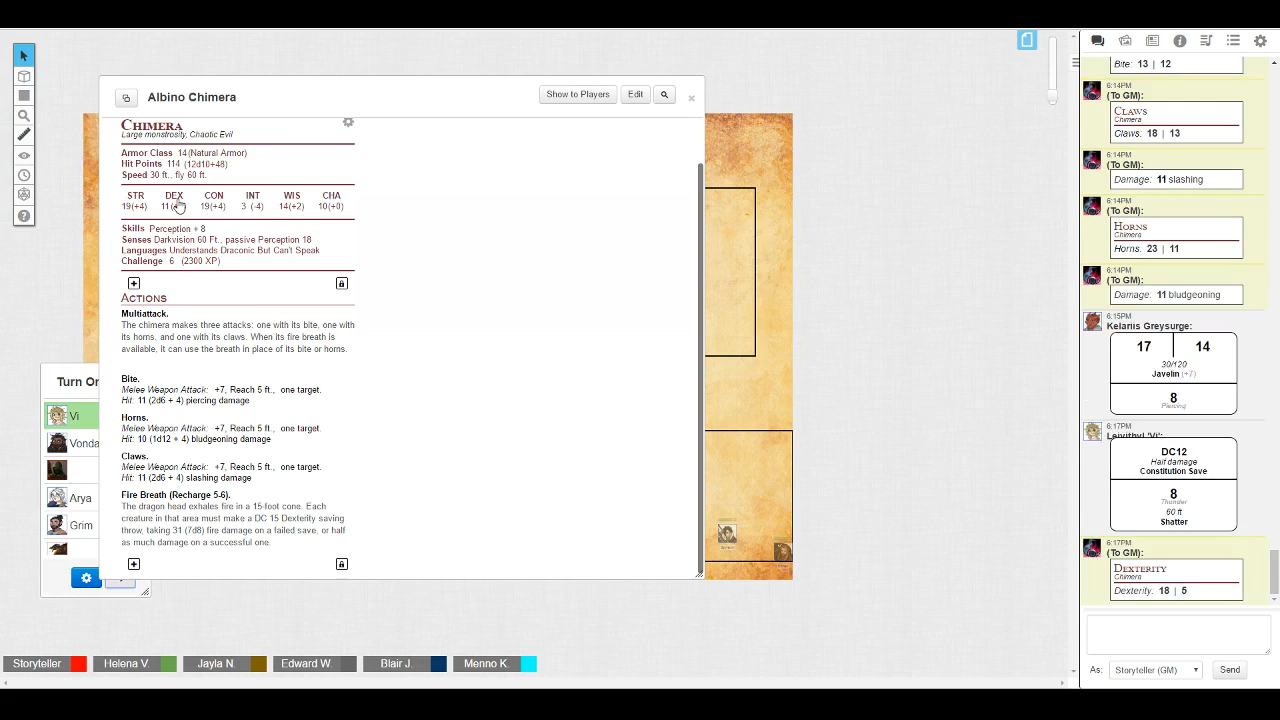 Albino Chimera
Show to Players
Edit
Chimera
Large monstrosity, Chaotic Evil
Armor Class 14(Natural Armor)
Hit Points 114 (12d10+48)
Speed 30 ft., fly 60 ft.
STR DEX CON INT WIS CHA
19(+4) 11( 19(+4) 3 (-4) 14(+2) 10(+0)
Skills Perception + 8
Senses Darkvision 60 Ft., passive Perception 18
Languages Understands Draconic But Can't Speak
Challenge 6 (2300 XP)
Actions
Multiattack.
The chimera makes three attacks: one with its bite, one with
its horns, and one with its claws. When its fire breath is
available, it can use the breath in place of its bite or horns.
Bite.
Melee Weapon Attack: +7, Reach 5 ft., one target.
Hit: 11 (2d6 + 4) piercing damage
Horns.
Melee Weapon Attack: +7, Reach 5 ft., one target.
Hit: 10 (1d12 + 4) bludgeoning damage
Claws.
Melee Weapon Attack: +7, Reach 5 ft., one target.
Hit: 11 (2d6 + 4) slashing damage
Fire Breath (Recharge 5-6).
The dragon head exhales fire in a 15-foot cone. Each
creature in that area must make a DC 15 Dexterity saving
throw, taking 31 (7d8) fire damage on a failed save, or half
as much damage on a successful one.
Turn Or
Vi
Vonda
Arya
Grim
Storyteller
Helena V.
Jayla N.
Edward W.
Blair J.
Menno K.
Bite: 13 | 12
6:14PM
(To GM):
Claws
Chimera
Claws: 18 | 13
6:14PM
(To GM):
Damage: 11 slashing
6:14PM
(To GM):
Horns
Chimera
Horns: 23 | 11
6:14PM
(To GM):
Damage: 11 bludgeoning
6:15PM
Kelariis Greysurge:
17 14
30/120
Javelin (+7)
8
Piercing
6:17PM
DC12
Half damage
Constitution Save
8
Thunder
60 ft
Shatter
6:17PM
(To GM):
Dexterity
Chimera
Dexterity: 18 | 5
As: Storyteller (GM)
Send